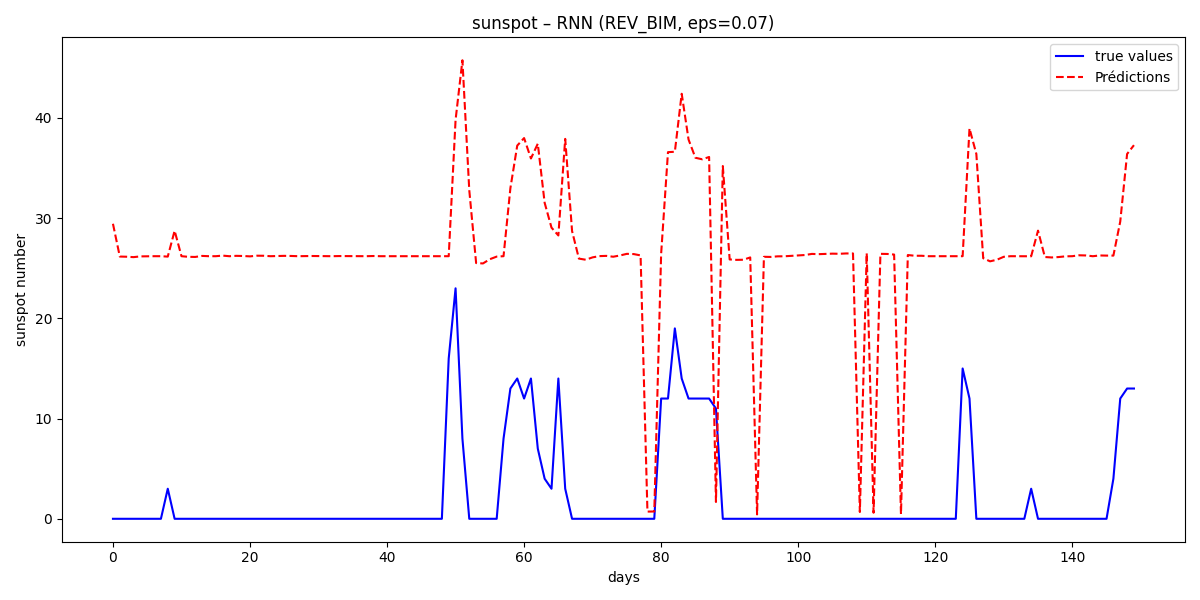 sunspot – RNN (REV_BIM, eps=0.07)
true values
Prédictions
sunspot number
40
30
20
10
0
0 20 40 60 80 100 120 140
days